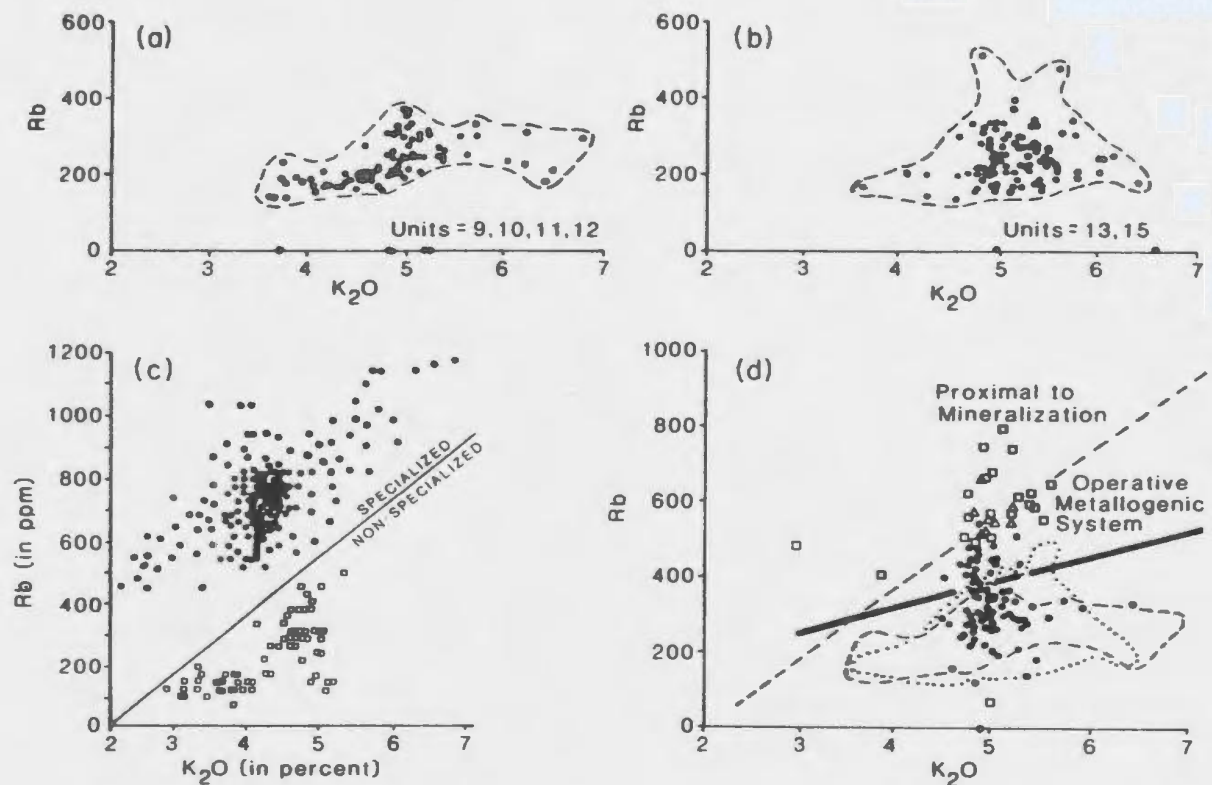 (a)
600
400
200
0
Rb
2 3 4 5 6 7
K₂O
Units = 9,10,11,12
(b)
600
400
200
0
Rb
2 3 4 5 6 7
K₂O
Units = 13,15
(c)
1200
1000
800
600
400
200
0
Rb (in ppm)
SPECIALIZED
NON SPECIALIZED
2 3 4 5 6 7
K₂O (in percent)
(d)
1000
800
600
400
200
0
Rb
Proximal to
Mineralization
Operative
Metallogenic
System
2 3 4 5 6 7
K₂O